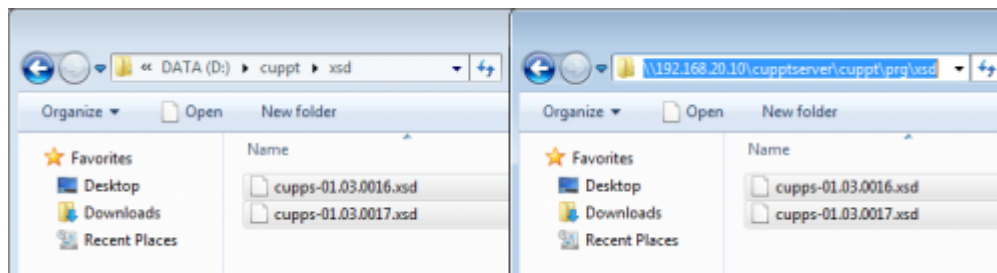 « DATA (D:) ▸ cuppt ▸ xsd
Organize ▾ Open New folder
Favorites
Desktop
Downloads
Recent Places
Name
cupps-01.03.0016.xsd
cupps-01.03.0017.xsd
\\192.168.20.10\cupptserver\cuppt\prg\xsd
Organize ▾ Open New folder
Favorites
Desktop
Downloads
Recent Places
Name
cupps-01.03.0016.xsd
cupps-01.03.0017.xsd